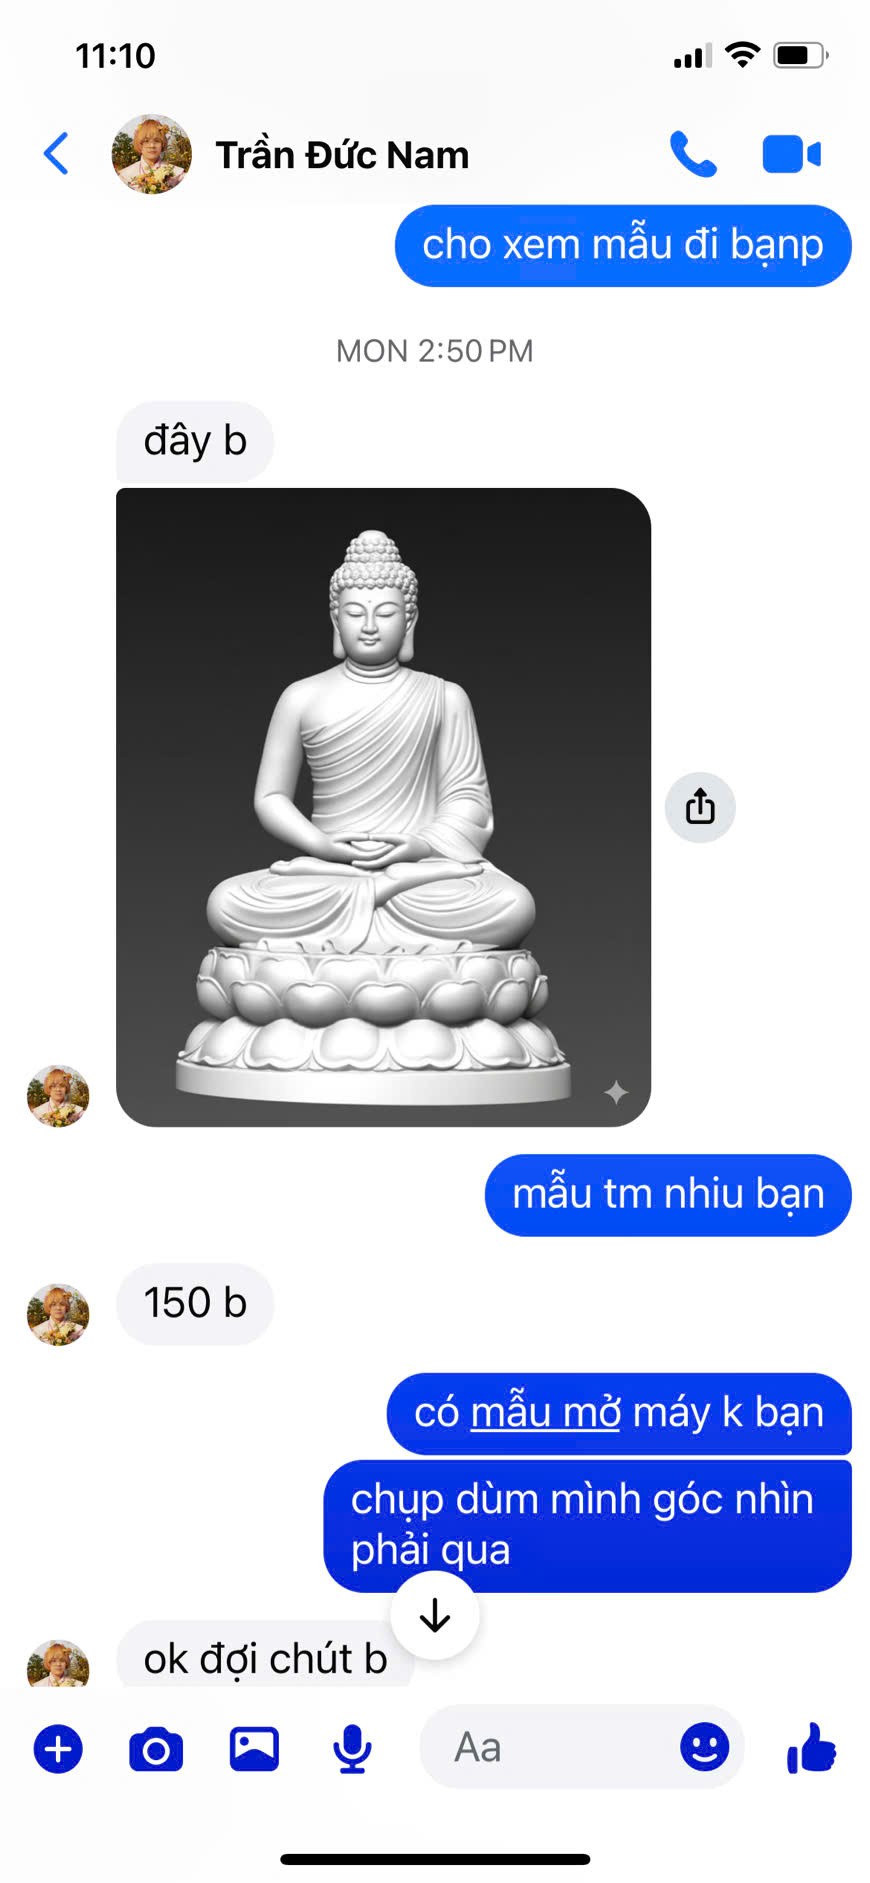 11:10
Trần Đức Nam
cho xem mẫu đi bạnp
MON 2:50 PM
đây b
mẫu tm nhiu bạn
150 b
có mẫu mở máy k bạn
chụp dùm mình góc nhìn
phải qua
ok đợi chút b
Aa